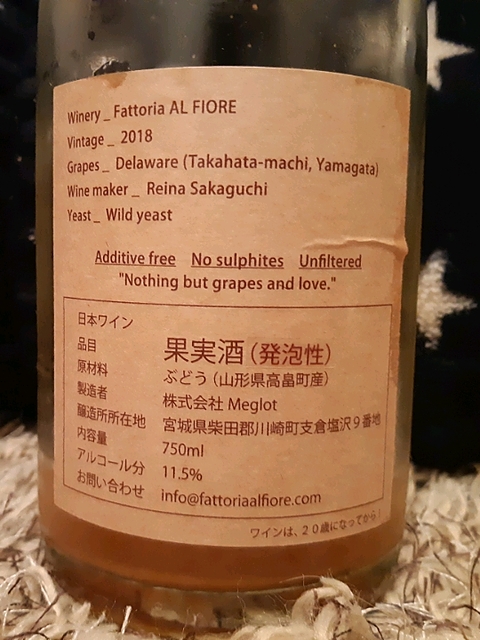 Winery _ Fattoria AL FIORE
Vintage _ 2018
Grapes _ Delaware (Takahata-machi, Yamagata)
Wine maker _ Reina Sakaguchi
Yeast _ Wild yeast
Additive free No sulphites Unfiltered
"Nothing but grapes and love."
日本ワイン
品目 果実酒(発泡性)
原材料 ぶどう(山形県高畠町産)
製造者 株式会社 Meglot
醸造所所在地 宮城県柴田郡川崎町支倉塩沢9番地
内容量 750ml
アルコール分 11.5%
お問い合わせ info@fattoriaalfiore.com
ワインは、20歳になってから!